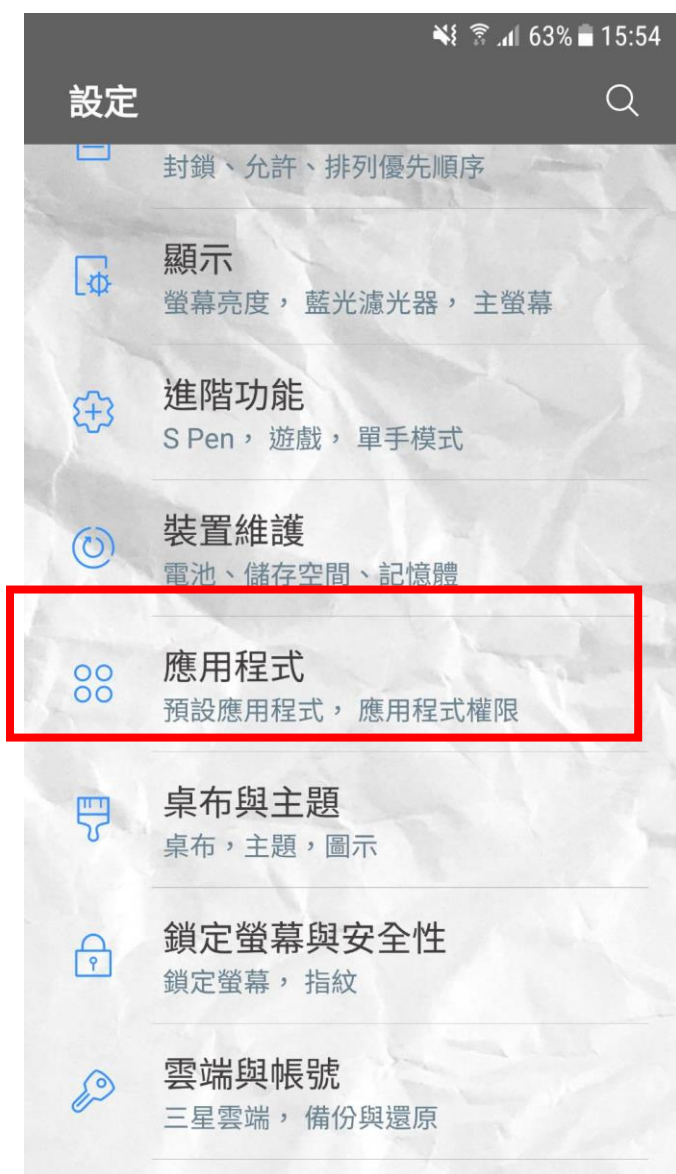 63% 15:54
設定
封鎖、允許、排列優先順序
顯示
螢幕亮度， 藍光濾光器， 主螢幕
進階功能
S Pen， 遊戲， 單手模式
裝置維護
電池、儲存空間、記憶體
應用程式
預設應用程式， 應用程式權限
桌布與主題
桌布，主題，圖示
鎖定螢幕與安全性
鎖定螢幕， 指紋
雲端與帳號
三星雲端， 備份與還原